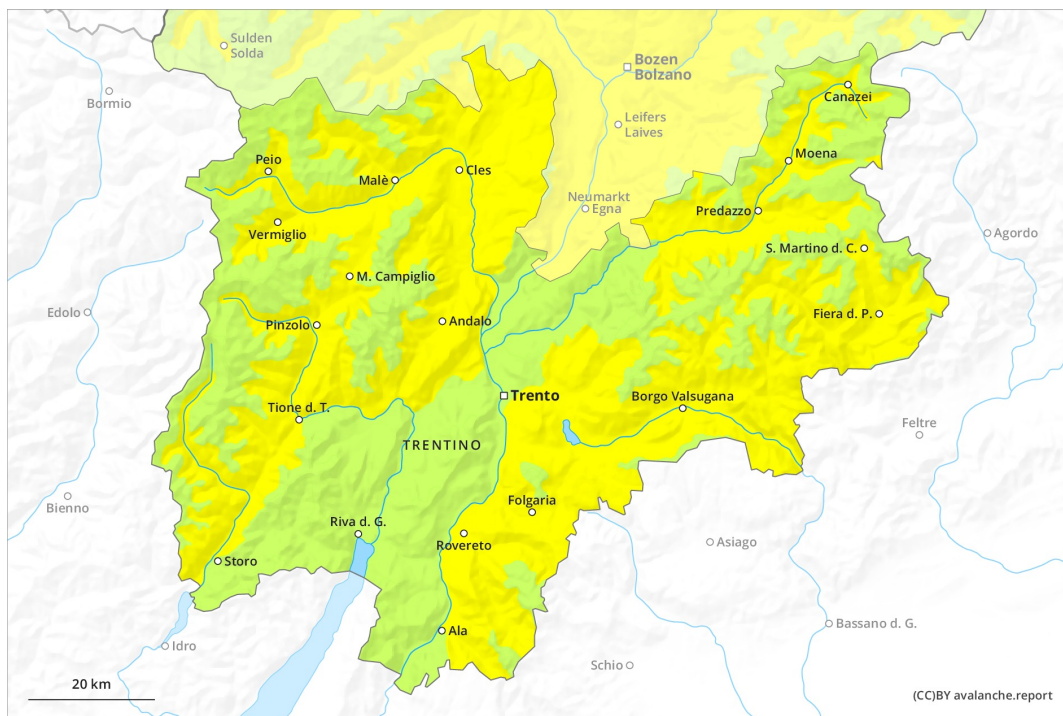 Sulden
Solda
Bozen
Bolzano
Bormio
Canazei
Leifers
Laives
Moena
Peio
Malè
Cles
Neumarkt
Egna
Predazzo
Vermiglio
Agordo
S. Martino d. C.
M. Campiglio
Edolo
Pinzolo
Andalo
Fiera d. P.
Trento
Borgo Valsugana
Tione d. T.
Feltre
TRENTINO
Bienno
Folgaria
Riva d. G.
Rovereto
Asiago
Storo
Ala
Bassano d. G.
Idro
Schio
20 km
(CC)BY avalanche.report